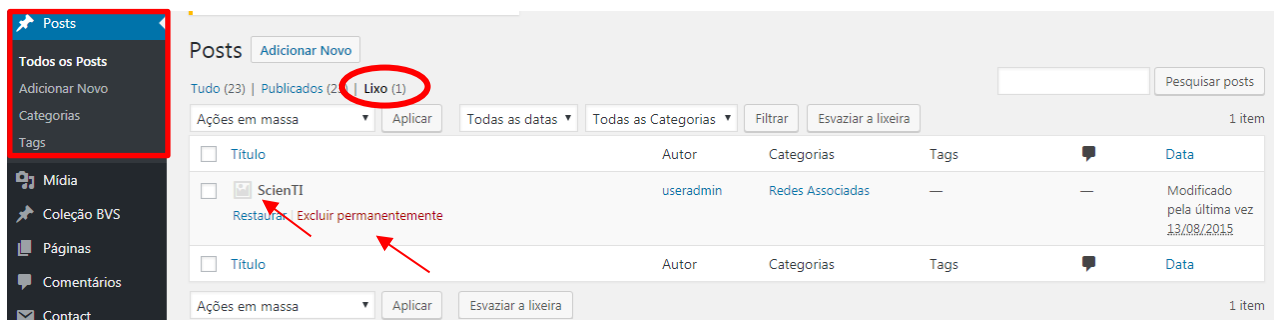 Posts
Todos os Posts
Adicionar Novo
Categorias
Tags
Mídia
Coleção BVS
Páginas
Comentários
Contact
Posts Adicionar Novo
Tudo (23) | Publicados | Lixo (1)
Pesquisar posts
Ações em massa Aplicar Todas as datas Todas as Categorias Filtrar Esvaziar a lixeira 1 item
Título Autor Categorias Tags Data
ScienTI useradmin Redes Associadas — — Modificado
pela última vez
13/08/2015
Restaurar | Excluir permanentemente
Título Autor Categorias Tags Data
Ações em massa Aplicar Esvaziar a lixeira 1 item